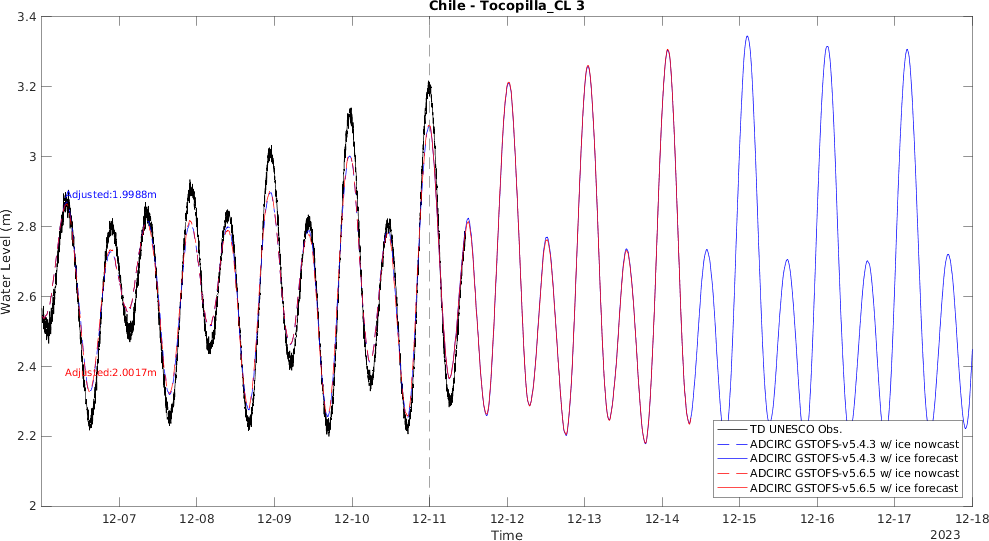 Chile - Tocopilla_CL 3
3.4
3.2
3
2.8
2.6
2.4
2.2
2
Water Level (m)
Adjusted:1.9988m
Adjusted:2.0017m
TD UNESCO Obs.
ADCIRC GSTOFS-v5.4.3 w/ ice nowcast
ADCIRC GSTOFS-v5.4.3 w/ ice forecast
ADCIRC GSTOFS-v5.6.5 w/ ice nowcast
ADCIRC GSTOFS-v5.6.5 w/ ice forecast
12-07 12-08 12-09 12-10 12-11 12-12 12-13 12-14 12-15 12-16 12-17 12-18
Time
2023